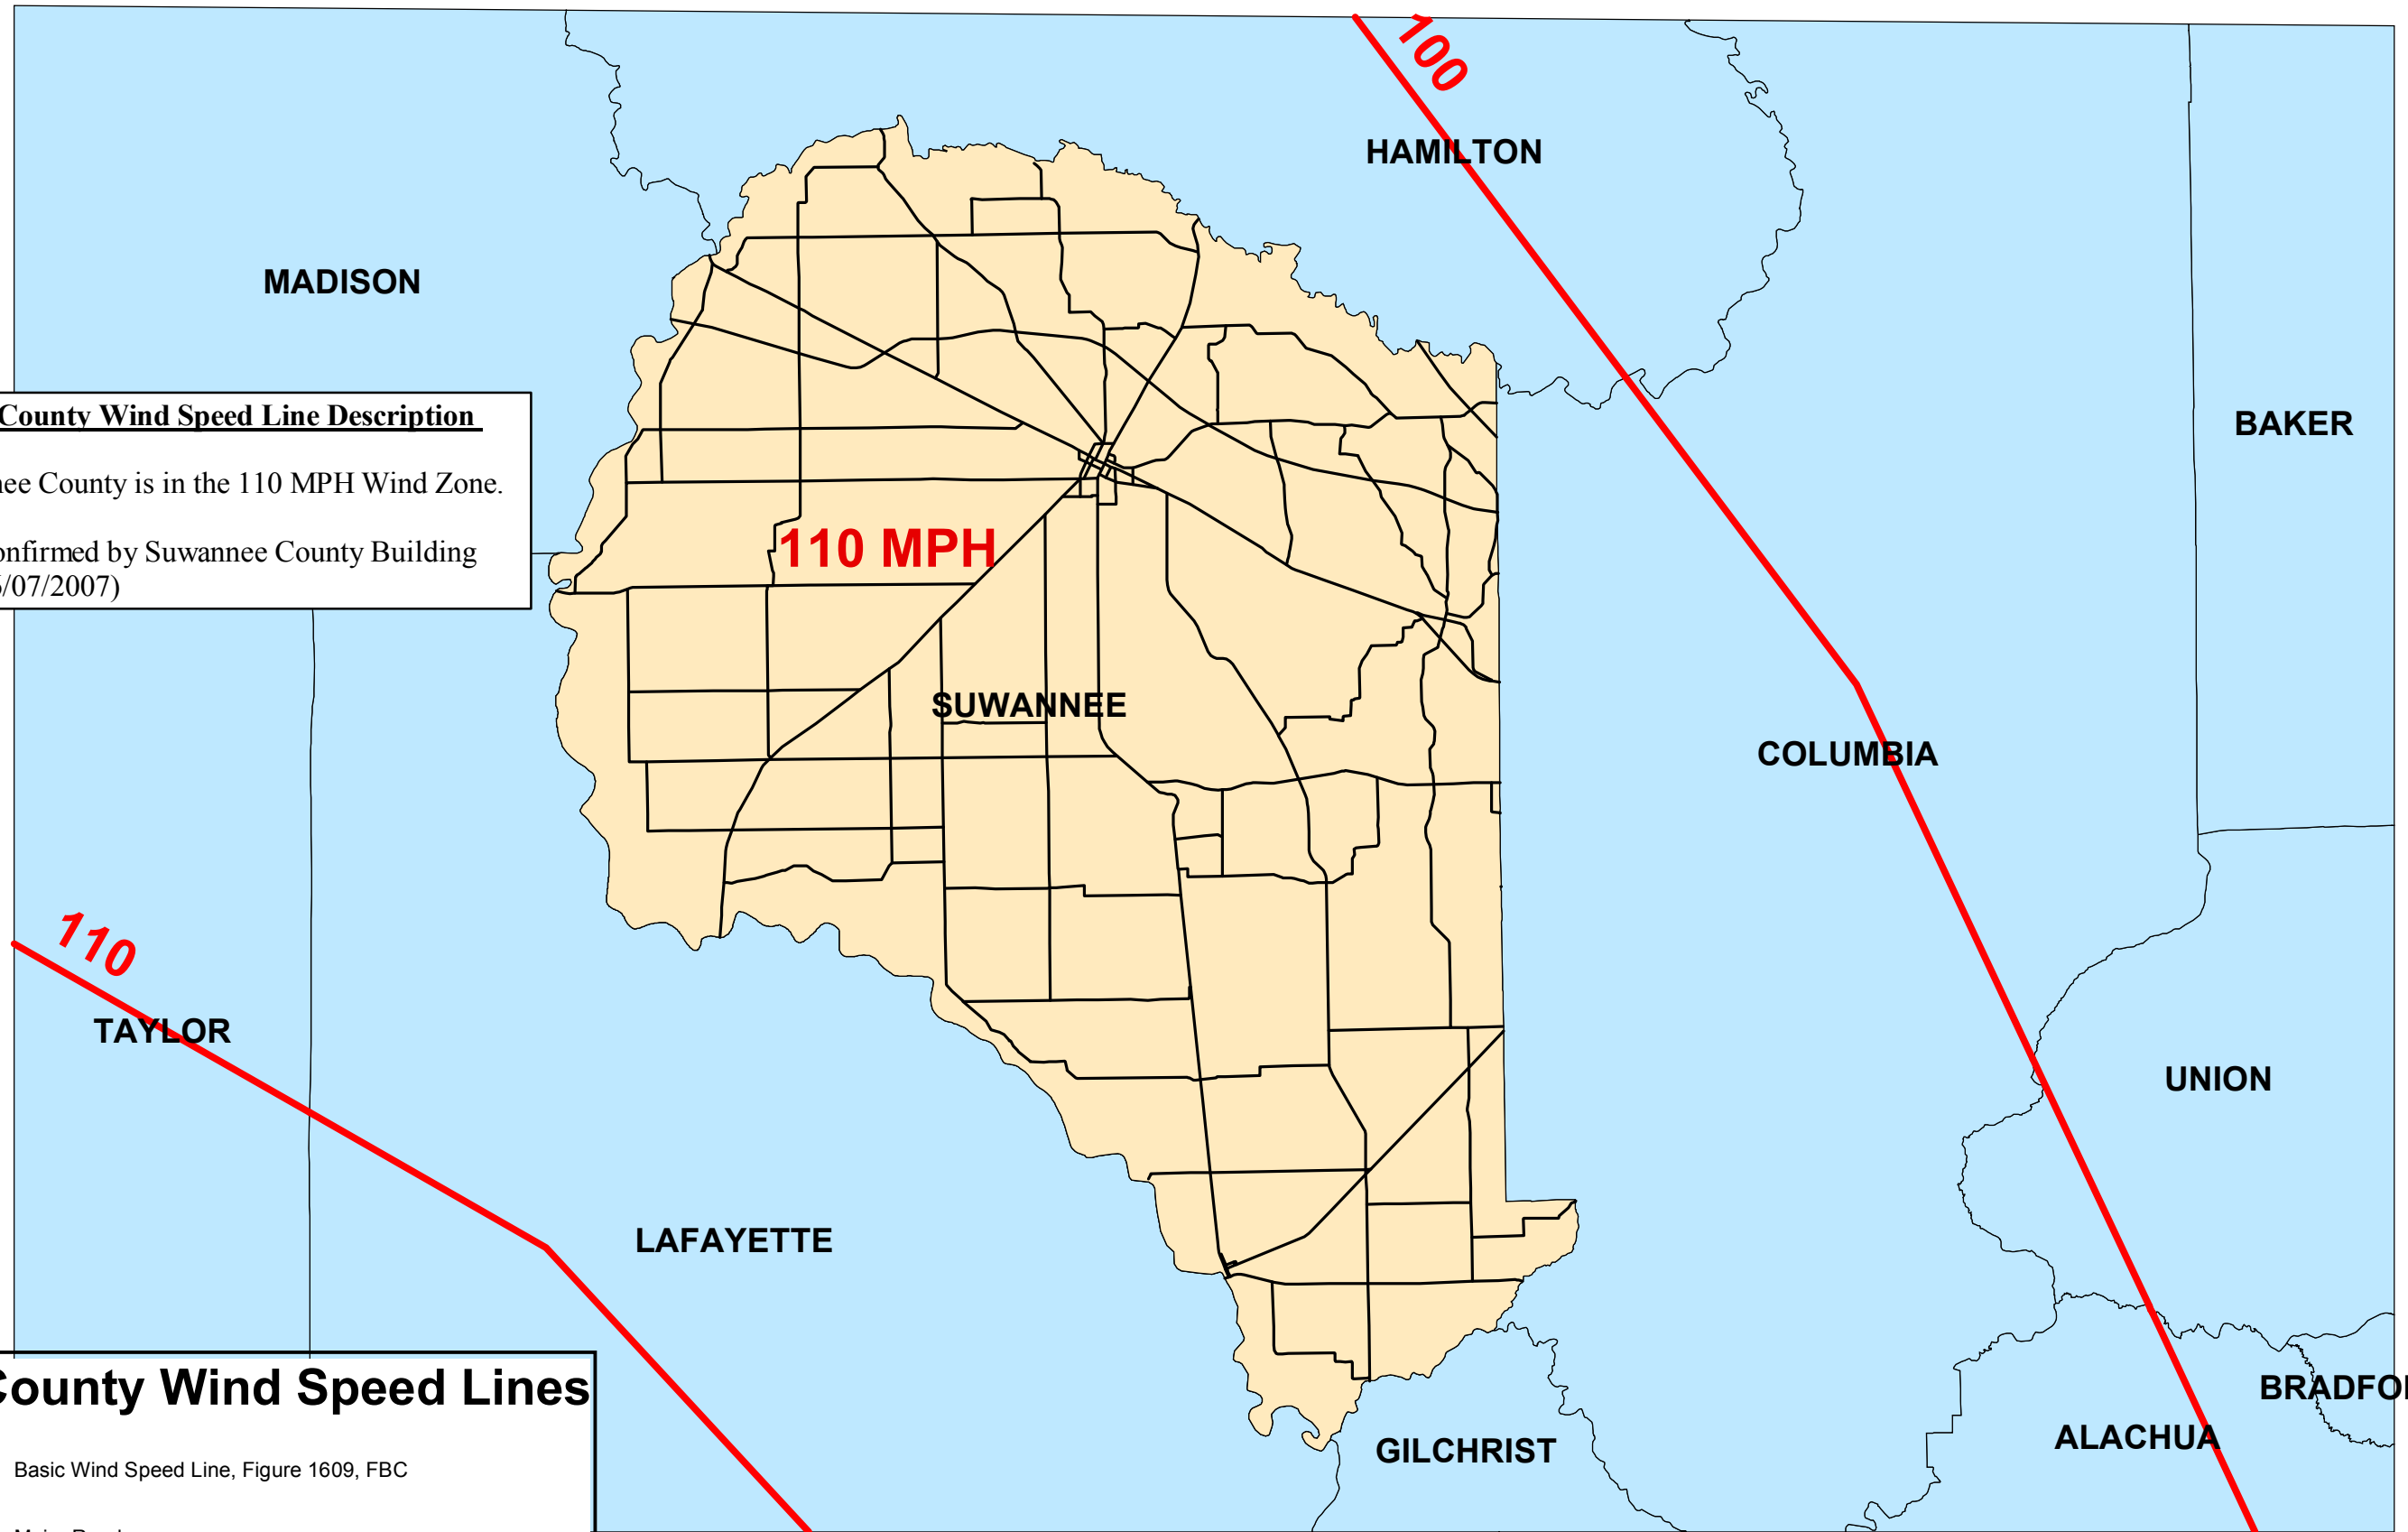 100
HAMILTON
MADISON
BAKER
County Wind Speed Line Description
nee County is in the 110 MPH Wind Zone.
onfirmed by Suwannee County Building
/07/2007)
110 MPH
SUWANNEE
COLUMBIA
110
TAYLOR
UNION
LAFAYETTE
County Wind Speed Lines
BRADFO
ALACHUA
GILCHRIST
Basic Wind Speed Line, Figure 1609, FBC